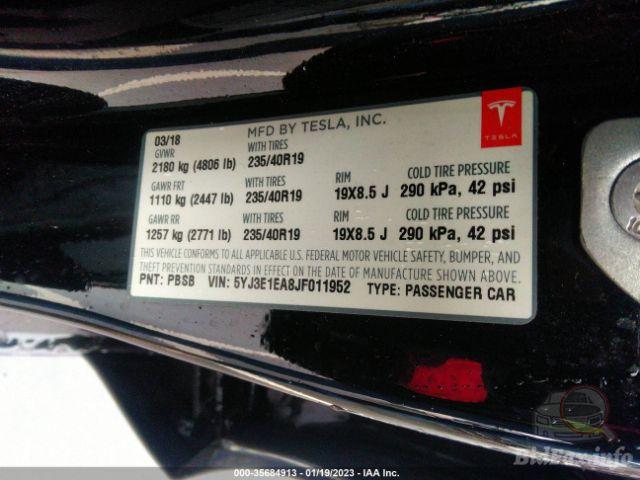 03/18 MFD BY TESLA, INC.
GVWR WITH TIRES
2180 kg (4806 lb) 235/40R19
GAWR FRT WITH TIRES RIM COLD TIRE PRESSURE
1110 kg (2447 lb) 235/40R19 19X8.5 J 290 kPa, 42 psi
GAWR RR WITH TIRES RIM COLD TIRE PRESSURE
1257 kg (2771 lb) 235/40R19 19X8.5 J 290 kPa, 42 psi
THIS VEHICLE CONFORMS TO ALL APPLICABLE U.S. FEDERAL MOTOR VEHICLE SAFETY, BUMPER, AND
THEFT PREVENTION STANDARDS IN EFFECT ON THE DATE OF MANUFACTURE SHOWN ABOVE.
PNT: PBSB VIN: 5YJ3E1EA8JF011952 TYPE: PASSENGER CAR
TESLA
BidFax.info
000-35684913 - 01/19/2023 - IAA Inc.